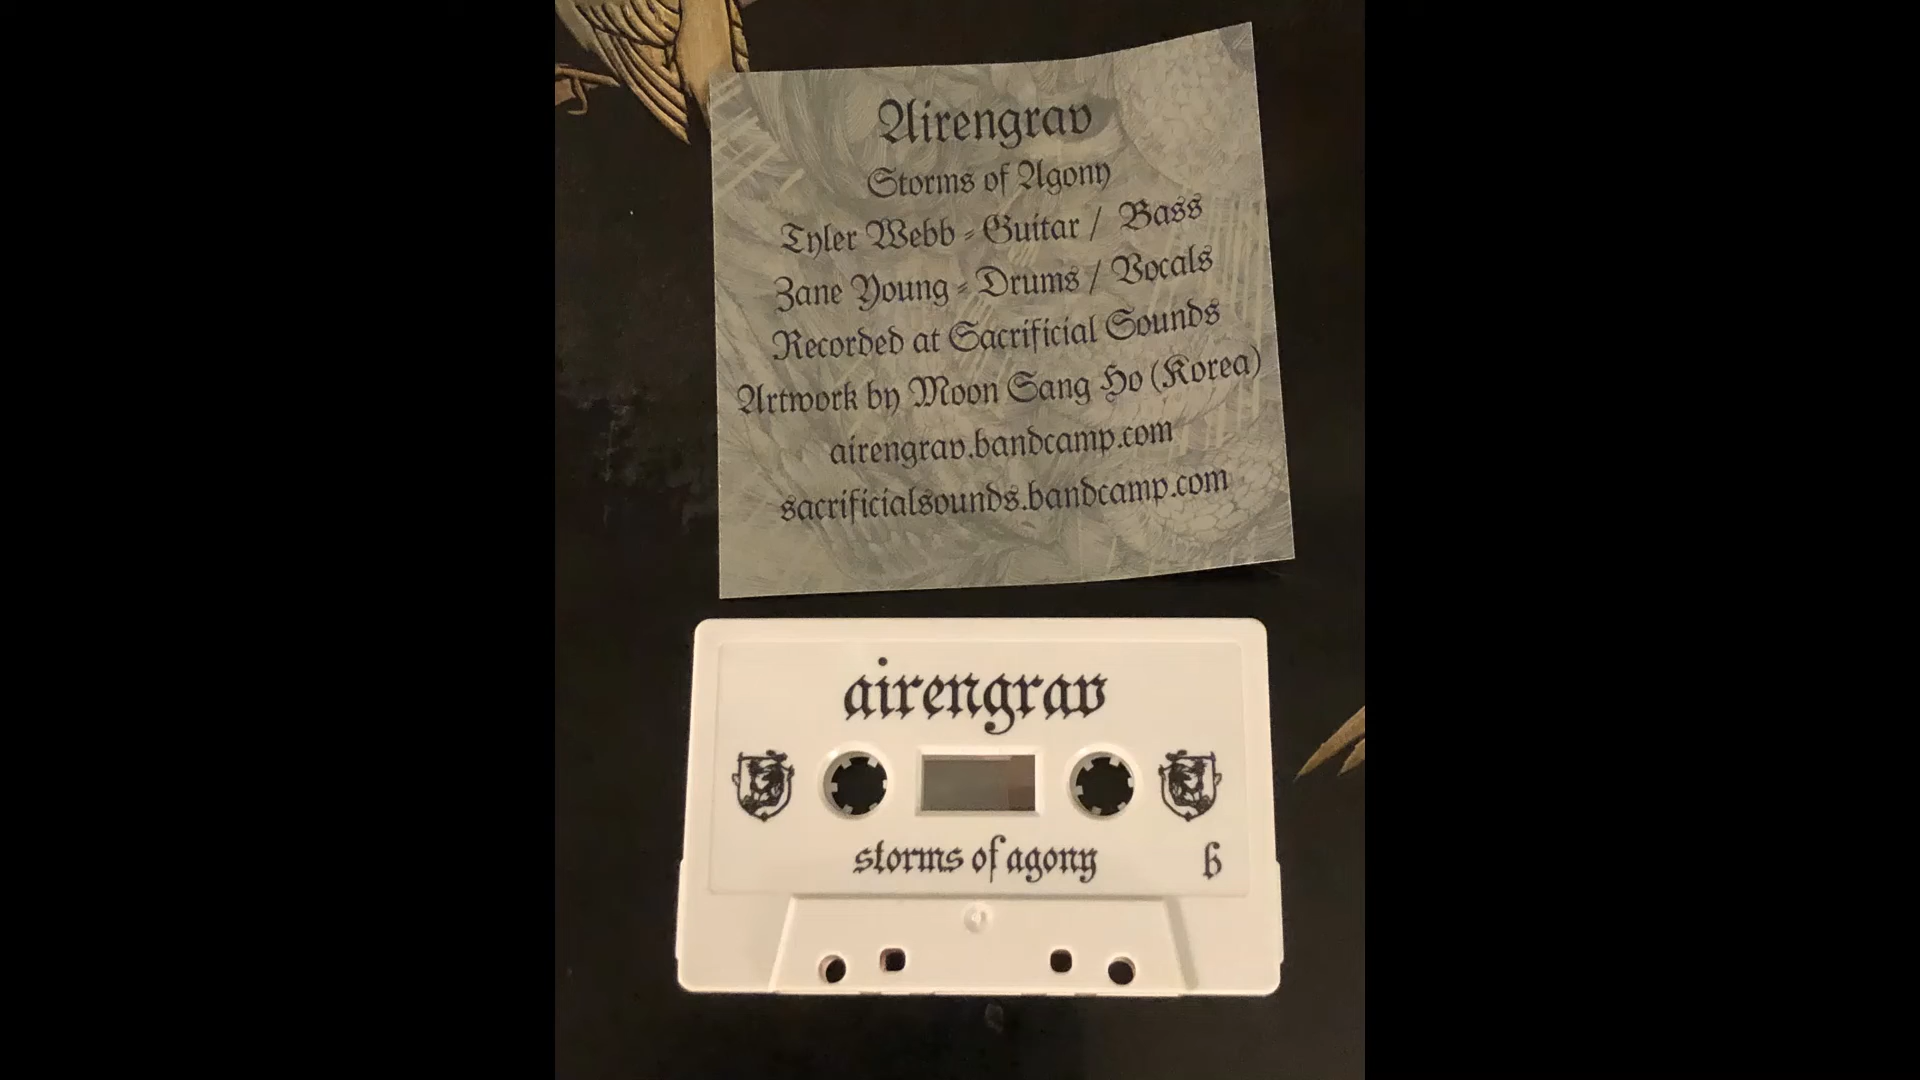 Airengrav
Storms of Agony
Tyler Webb - Guitar / Bass
Zane Young - Drums / Vocals
Recorded at Sacrificial Sounds
Artwork by Moon Sang Ho (Korea)
airengrav.bandcamp.com
sacrificialsounds.bandcamp.com
airengrav
storms of agony
b